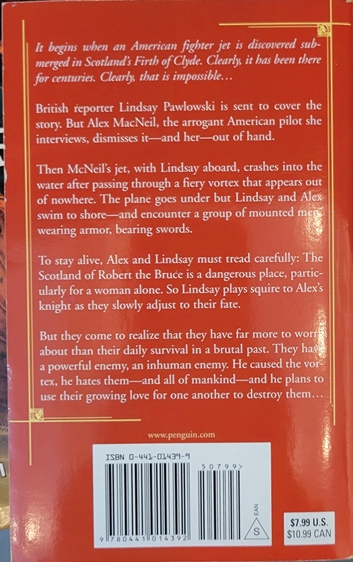 It begins when an American fighter jet is discovered sub-
merged in Scotland's Firth of Clyde. Clearly, it has been there
for centuries. Clearly, that is impossible…
British reporter Lindsay Pawlowski is sent to cover the
story. But Alex MacNeil, the arrogant American pilot she
interviews, dismisses it—and her—out of hand.
Then McNeil's jet, with Lindsay aboard, crashes into the
water after passing through a fiery vortex that appears out
of nowhere. The plane goes under but Lindsay and Alex
swim to shore—and encounter a group of mounted men,
wearing armor, bearing swords.
To stay alive, Alex and Lindsay must tread carefully: The
Scotland of Robert the Bruce is a dangerous place, partic-
ularly for a woman alone. So Lindsay plays squire to Alex's
knight as they slowly adjust to their fate.
But they come to realize that they have far more to worry
about than their daily survival in a brutal past. They have
a powerful enemy, an inhuman enemy. He caused the vor-
tex, he hates them—and all of mankind—and he plans to
use their growing love for one another to destroy them…
www.penguin.com
ISBN 0-441-01439-9
50799>
9 780441 014392
S
EAN
$7.99 U.S.
$10.99 CAN